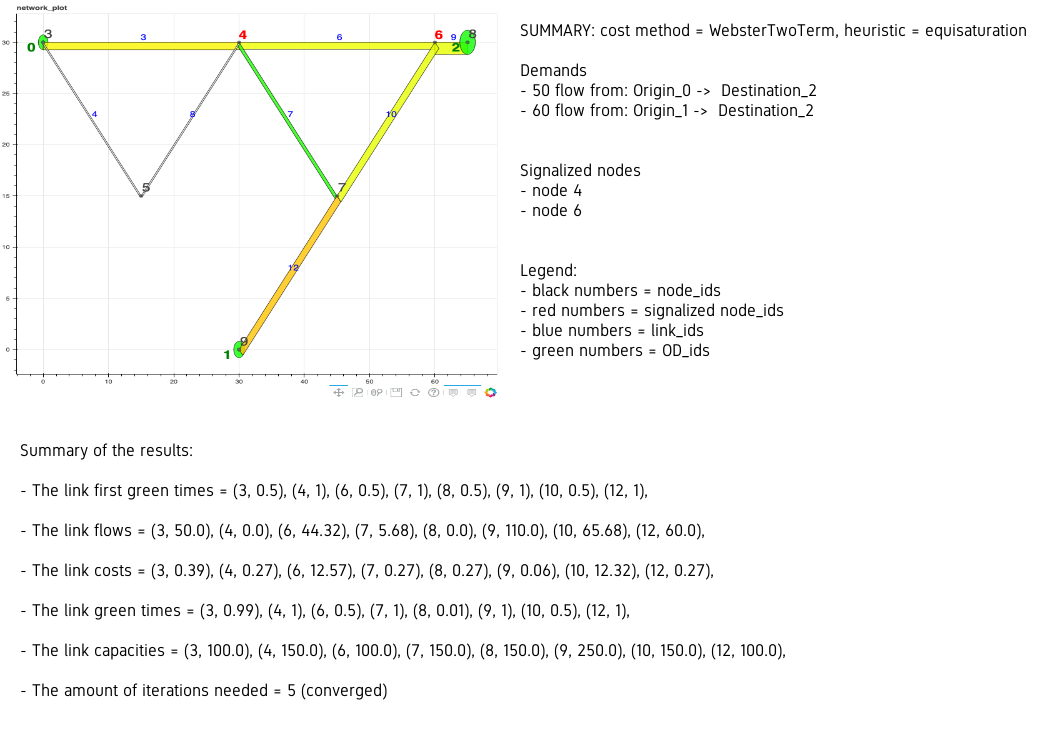 network_plot
SUMMARY: cost method = WebsterTwoTerm, heuristic = equisaturation
Demands
- 50 flow from: Origin_0 -> Destination_2
- 60 flow from: Origin_1 -> Destination_2
Signalized nodes
- node 4
- node 6
Legend:
- black numbers = node_ids
- red numbers = signalized node_ids
- blue numbers = link_ids
- green numbers = OD_ids
30
25
20
15
10
5
0
0
10
20
30
40
50
60
3
0
3
4
6
6
9
2
8
4
8
7
10
5
7
12
9
1
Summary of the results:
- The link first green times = (3, 0.5), (4, 1), (6, 0.5), (7, 1), (8, 0.5), (9, 1), (10, 0.5), (12, 1),
- The link flows = (3, 50.0), (4, 0.0), (6, 44.32), (7, 5.68), (8, 0.0), (9, 110.0), (10, 65.68), (12, 60.0),
- The link costs = (3, 0.39), (4, 0.27), (6, 12.57), (7, 0.27), (8, 0.27), (9, 0.06), (10, 12.32), (12, 0.27),
- The link green times = (3, 0.99), (4, 1), (6, 0.5), (7, 1), (8, 0.01), (9, 1), (10, 0.5), (12, 1),
- The link capacities = (3, 100.0), (4, 150.0), (6, 100.0), (7, 150.0), (8, 150.0), (9, 250.0), (10, 150.0), (12, 100.0),
- The amount of iterations needed = 5 (converged)